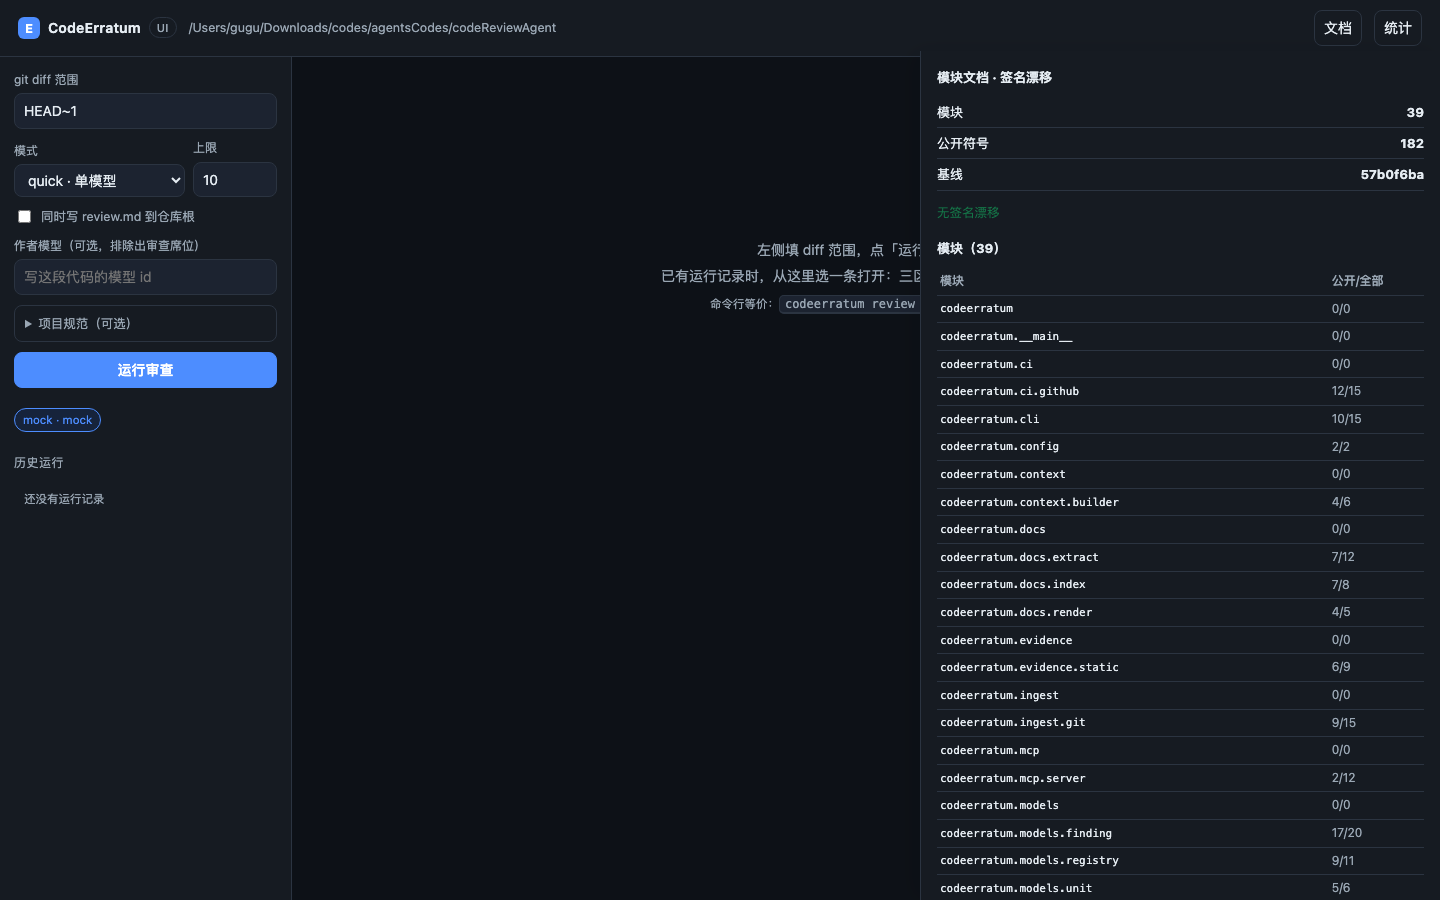 E CodeErratum UI /Users/gugu/Downloads/codes/agentsCodes/codeReviewAgent 文档 统计
git diff 范围
HEAD~1
模式 上限
quick · 单模型 10
同时写 review.md 到仓库根
作者模型（可选，排除出审查席位）
写这段代码的模型 id
项目规范（可选）
运行审查
mock · mock
历史运行
还没有运行记录
左侧填 diff 范围，点「运行
已有运行记录时，从这里选一条打开：三区
命令行等价： codeerratum review
模块文档 · 签名漂移
模块 39
公开符号 182
基线 57b0f6ba
无签名漂移
模块（39）
模块 公开/全部
codeerratum 0/0
codeerratum.__main__ 0/0
codeerratum.ci 0/0
codeerratum.ci.github 12/15
codeerratum.cli 10/15
codeerratum.config 2/2
codeerratum.context 0/0
codeerratum.context.builder 4/6
codeerratum.docs 0/0
codeerratum.docs.extract 7/12
codeerratum.docs.index 7/8
codeerratum.docs.render 4/5
codeerratum.evidence 0/0
codeerratum.evidence.static 6/9
codeerratum.ingest 0/0
codeerratum.ingest.git 9/15
codeerratum.mcp 0/0
codeerratum.mcp.server 2/12
codeerratum.models 0/0
codeerratum.models.finding 17/20
codeerratum.models.registry 9/11
codeerratum.models.unit 5/6